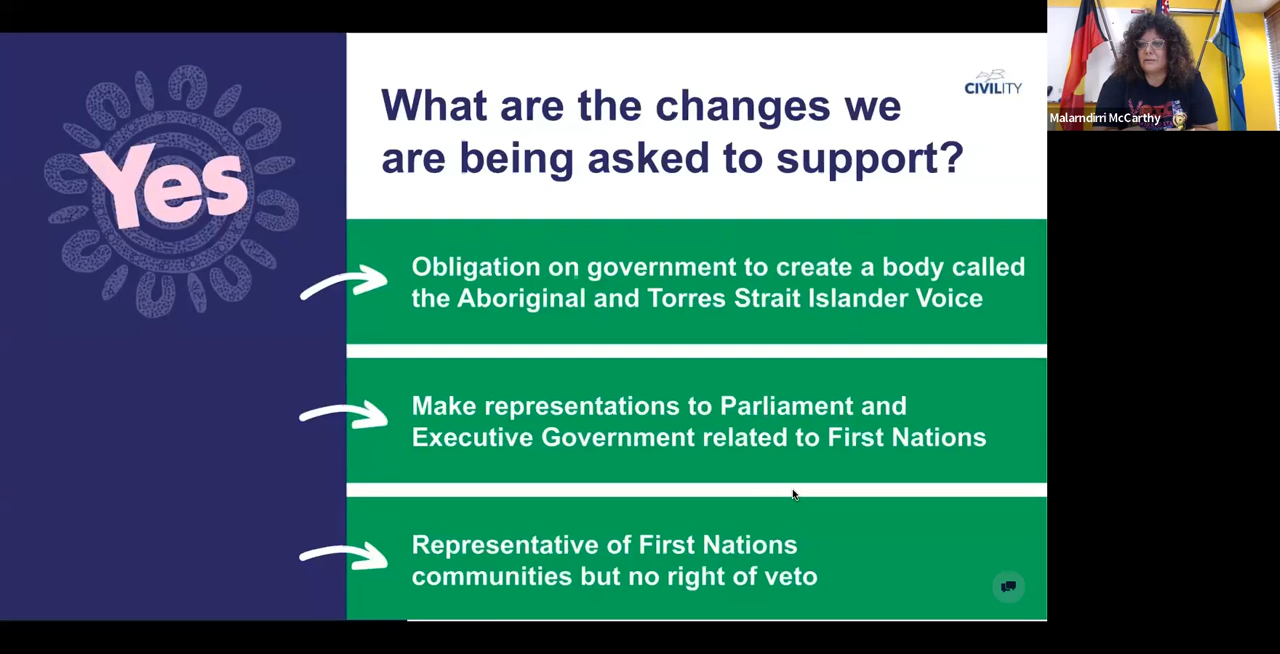 Yes
What are the changes we
are being asked to support?
CIVILITY
Obligation on government to create a body called
the Aboriginal and Torres Strait Islander Voice
Make representations to Parliament and
Executive Government related to First Nations
Representative of First Nations
communities but no right of veto
Malarndirri McCarthy